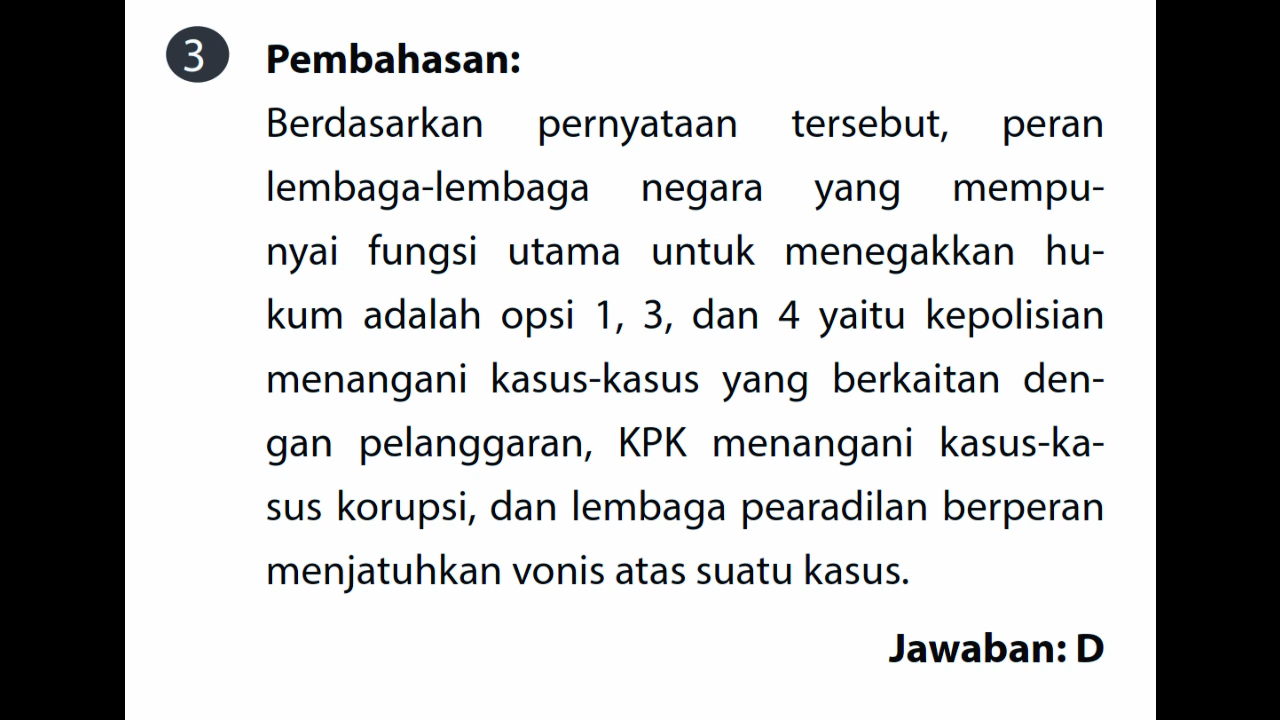 3 Pembahasan:
Berdasarkan pernyataan tersebut, peran
lembaga-lembaga negara yang mempu-
nyai fungsi utama untuk menegakkan hu-
kum adalah opsi 1, 3, dan 4 yaitu kepolisian
menangani kasus-kasus yang berkaitan den-
gan pelanggaran, KPK menangani kasus-ka-
sus korupsi, dan lembaga pearadilan berperan
menjatuhkan vonis atas suatu kasus.
Jawaban: D